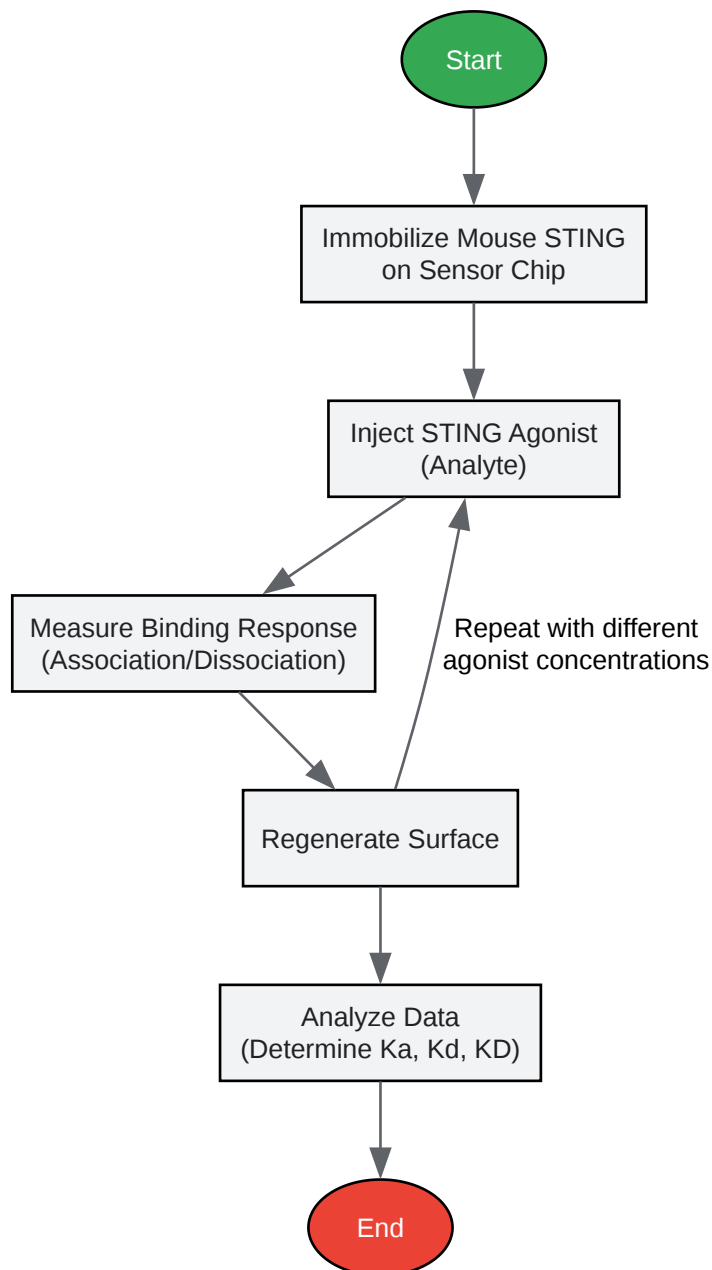 Start
Immobilize Mouse STING
on Sensor Chip
Inject STING Agonist
(Analyte)
Measure Binding Response
(Association/Dissociation)
Repeat with different
agonist concentrations
Regenerate Surface
Analyze Data
(Determine Ka, Kd, KD)
End